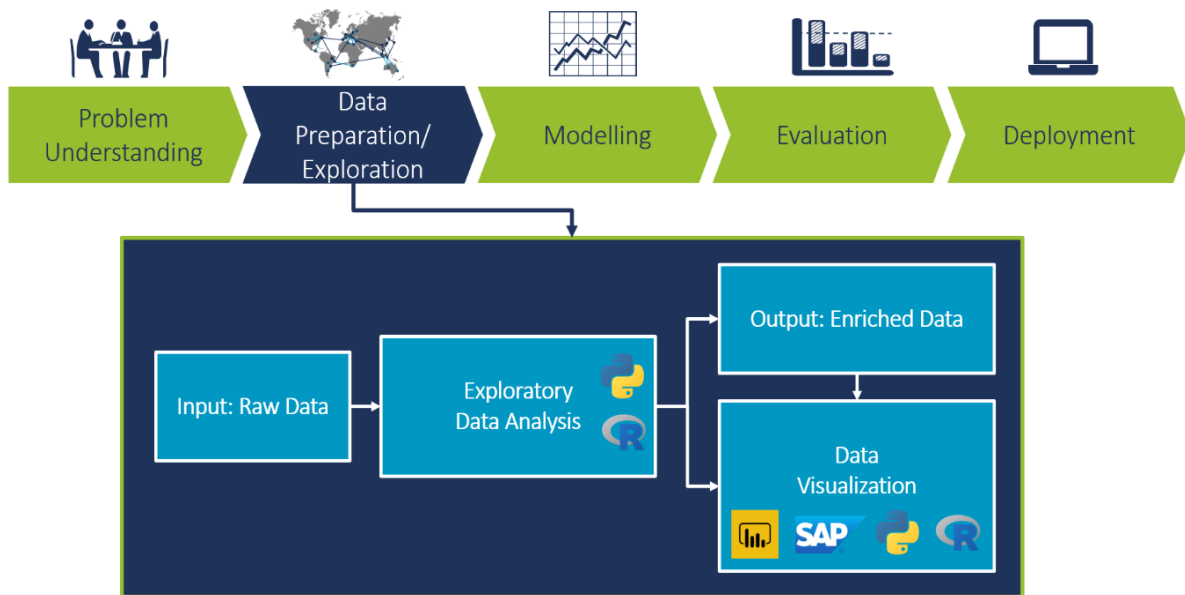 Problem
Understanding
Data
Preparation/
Exploration
Modelling
Evaluation
Deployment
Input: Raw Data
Exploratory
Data Analysis
R
Output: Enriched Data
Data
Visualization
SAP
R